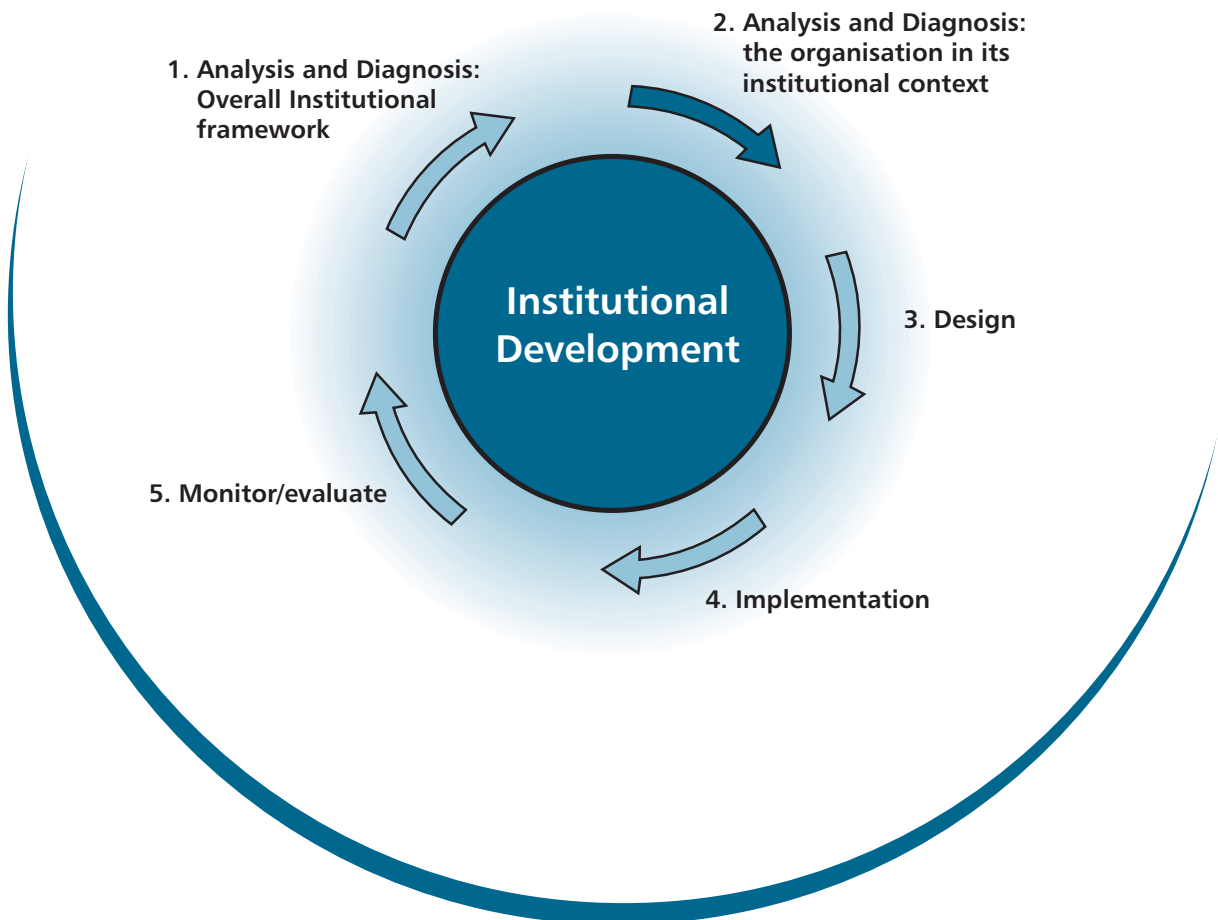 1. Analysis and Diagnosis:
Overall Institutional
framework
2. Analysis and Diagnosis:
the organisation in its
institutional context
Institutional
Development
3. Design
4. Implementation
5. Monitor/evaluate